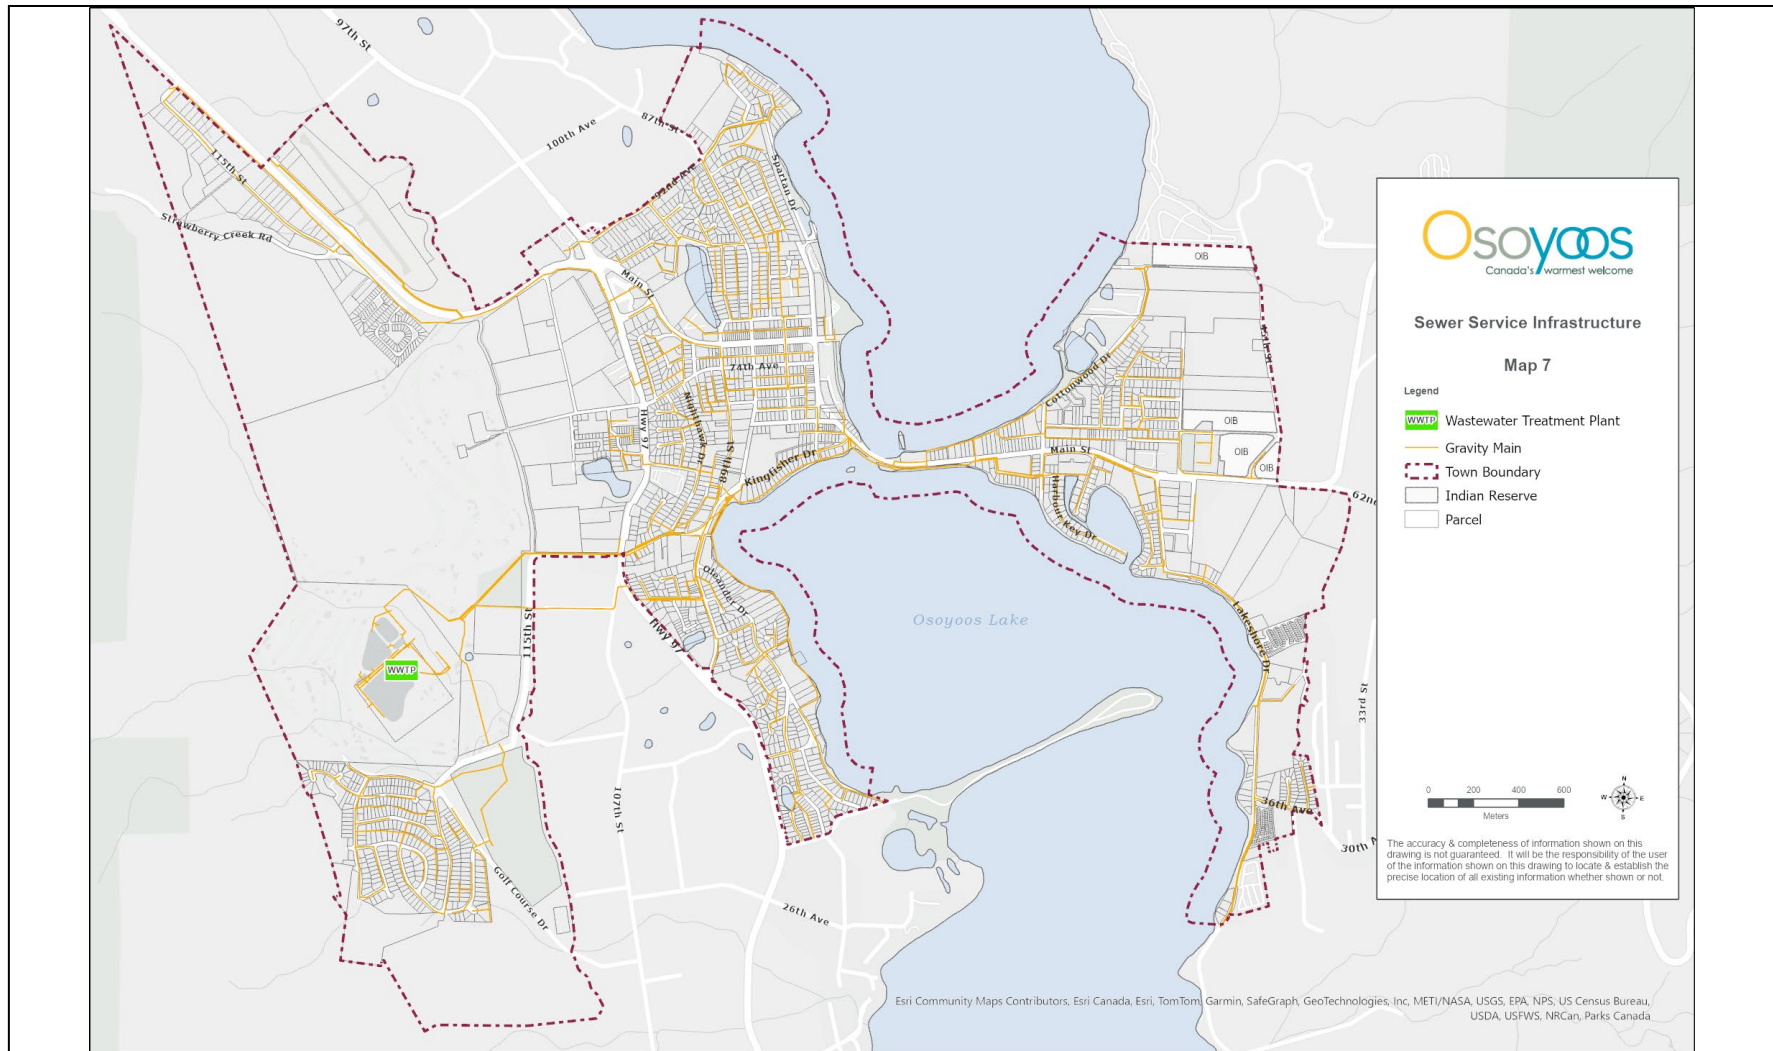 97th St
87th St
100th Ave
92nd Ave
Spartan Dr
115th St
Strawberry Creek Rd
Main St
OIB
45th St
74th Ave
Cottonwood Dr
Nighthawk Dr
Hwy 97
89th St
Kingfisher Dr
OIB
Main St
OIB
OIB
62nd
Harbour Key Dr
Oleander Dr
Osoyoos Lake
115th St
Hwy 97
Lakeshore Dr
WWTP
33rd St
107th St
36th Ave
30th A
Golf Course Dr
26th Ave
Osoyoos
Canada's warmest welcome
Sewer Service Infrastructure
Map 7
Legend
WWTP Wastewater Treatment Plant
Gravity Main
Town Boundary
Indian Reserve
Parcel
0 200 400 600
Meters
N
W E
S
The accuracy & completeness of information shown on this
drawing is not guaranteed. It will be the responsibility of the user
of the information shown on this drawing to locate & establish the
precise location of all existing information whether shown or not.
Esri Community Maps Contributors, Esri Canada, Esri, TomTom, Garmin, SafeGraph, GeoTechnologies, Inc, METI/NASA, USGS, EPA, NPS, US Census Bureau,
USDA, USFWS, NRCan, Parks Canada